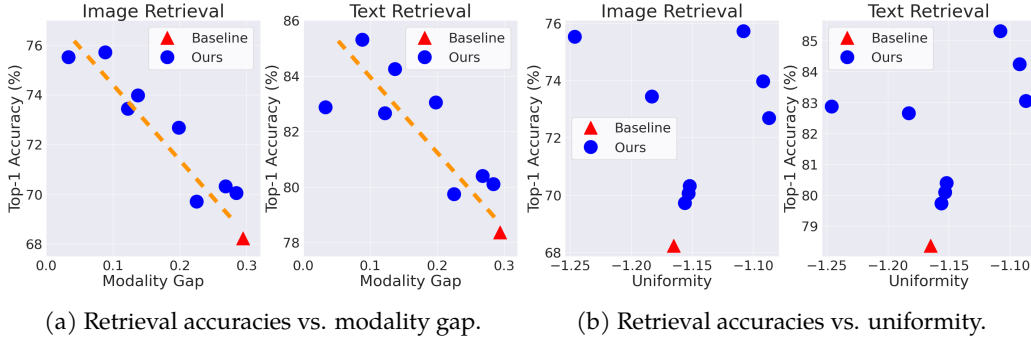 Image Retrieval
Top-1 Accuracy (%)
76
74
72
70
68
Baseline
Ours
0.0 0.1 0.2 0.3
Modality Gap
Text Retrieval
Top-1 Accuracy (%)
86
84
82
80
78
Baseline
Ours
0.0 0.1 0.2 0.3
Modality Gap
(a) Retrieval accuracies vs. modality gap.
Image Retrieval
Top-1 Accuracy (%)
76
74
72
70
68
Baseline
Ours
−1.25 −1.20 −1.15 −1.10
Uniformity
Text Retrieval
Top-1 Accuracy (%)
85
84
83
82
81
80
79
Baseline
Ours
−1.25 −1.20 −1.15 −1.10
Uniformity
(b) Retrieval accuracies vs. uniformity.